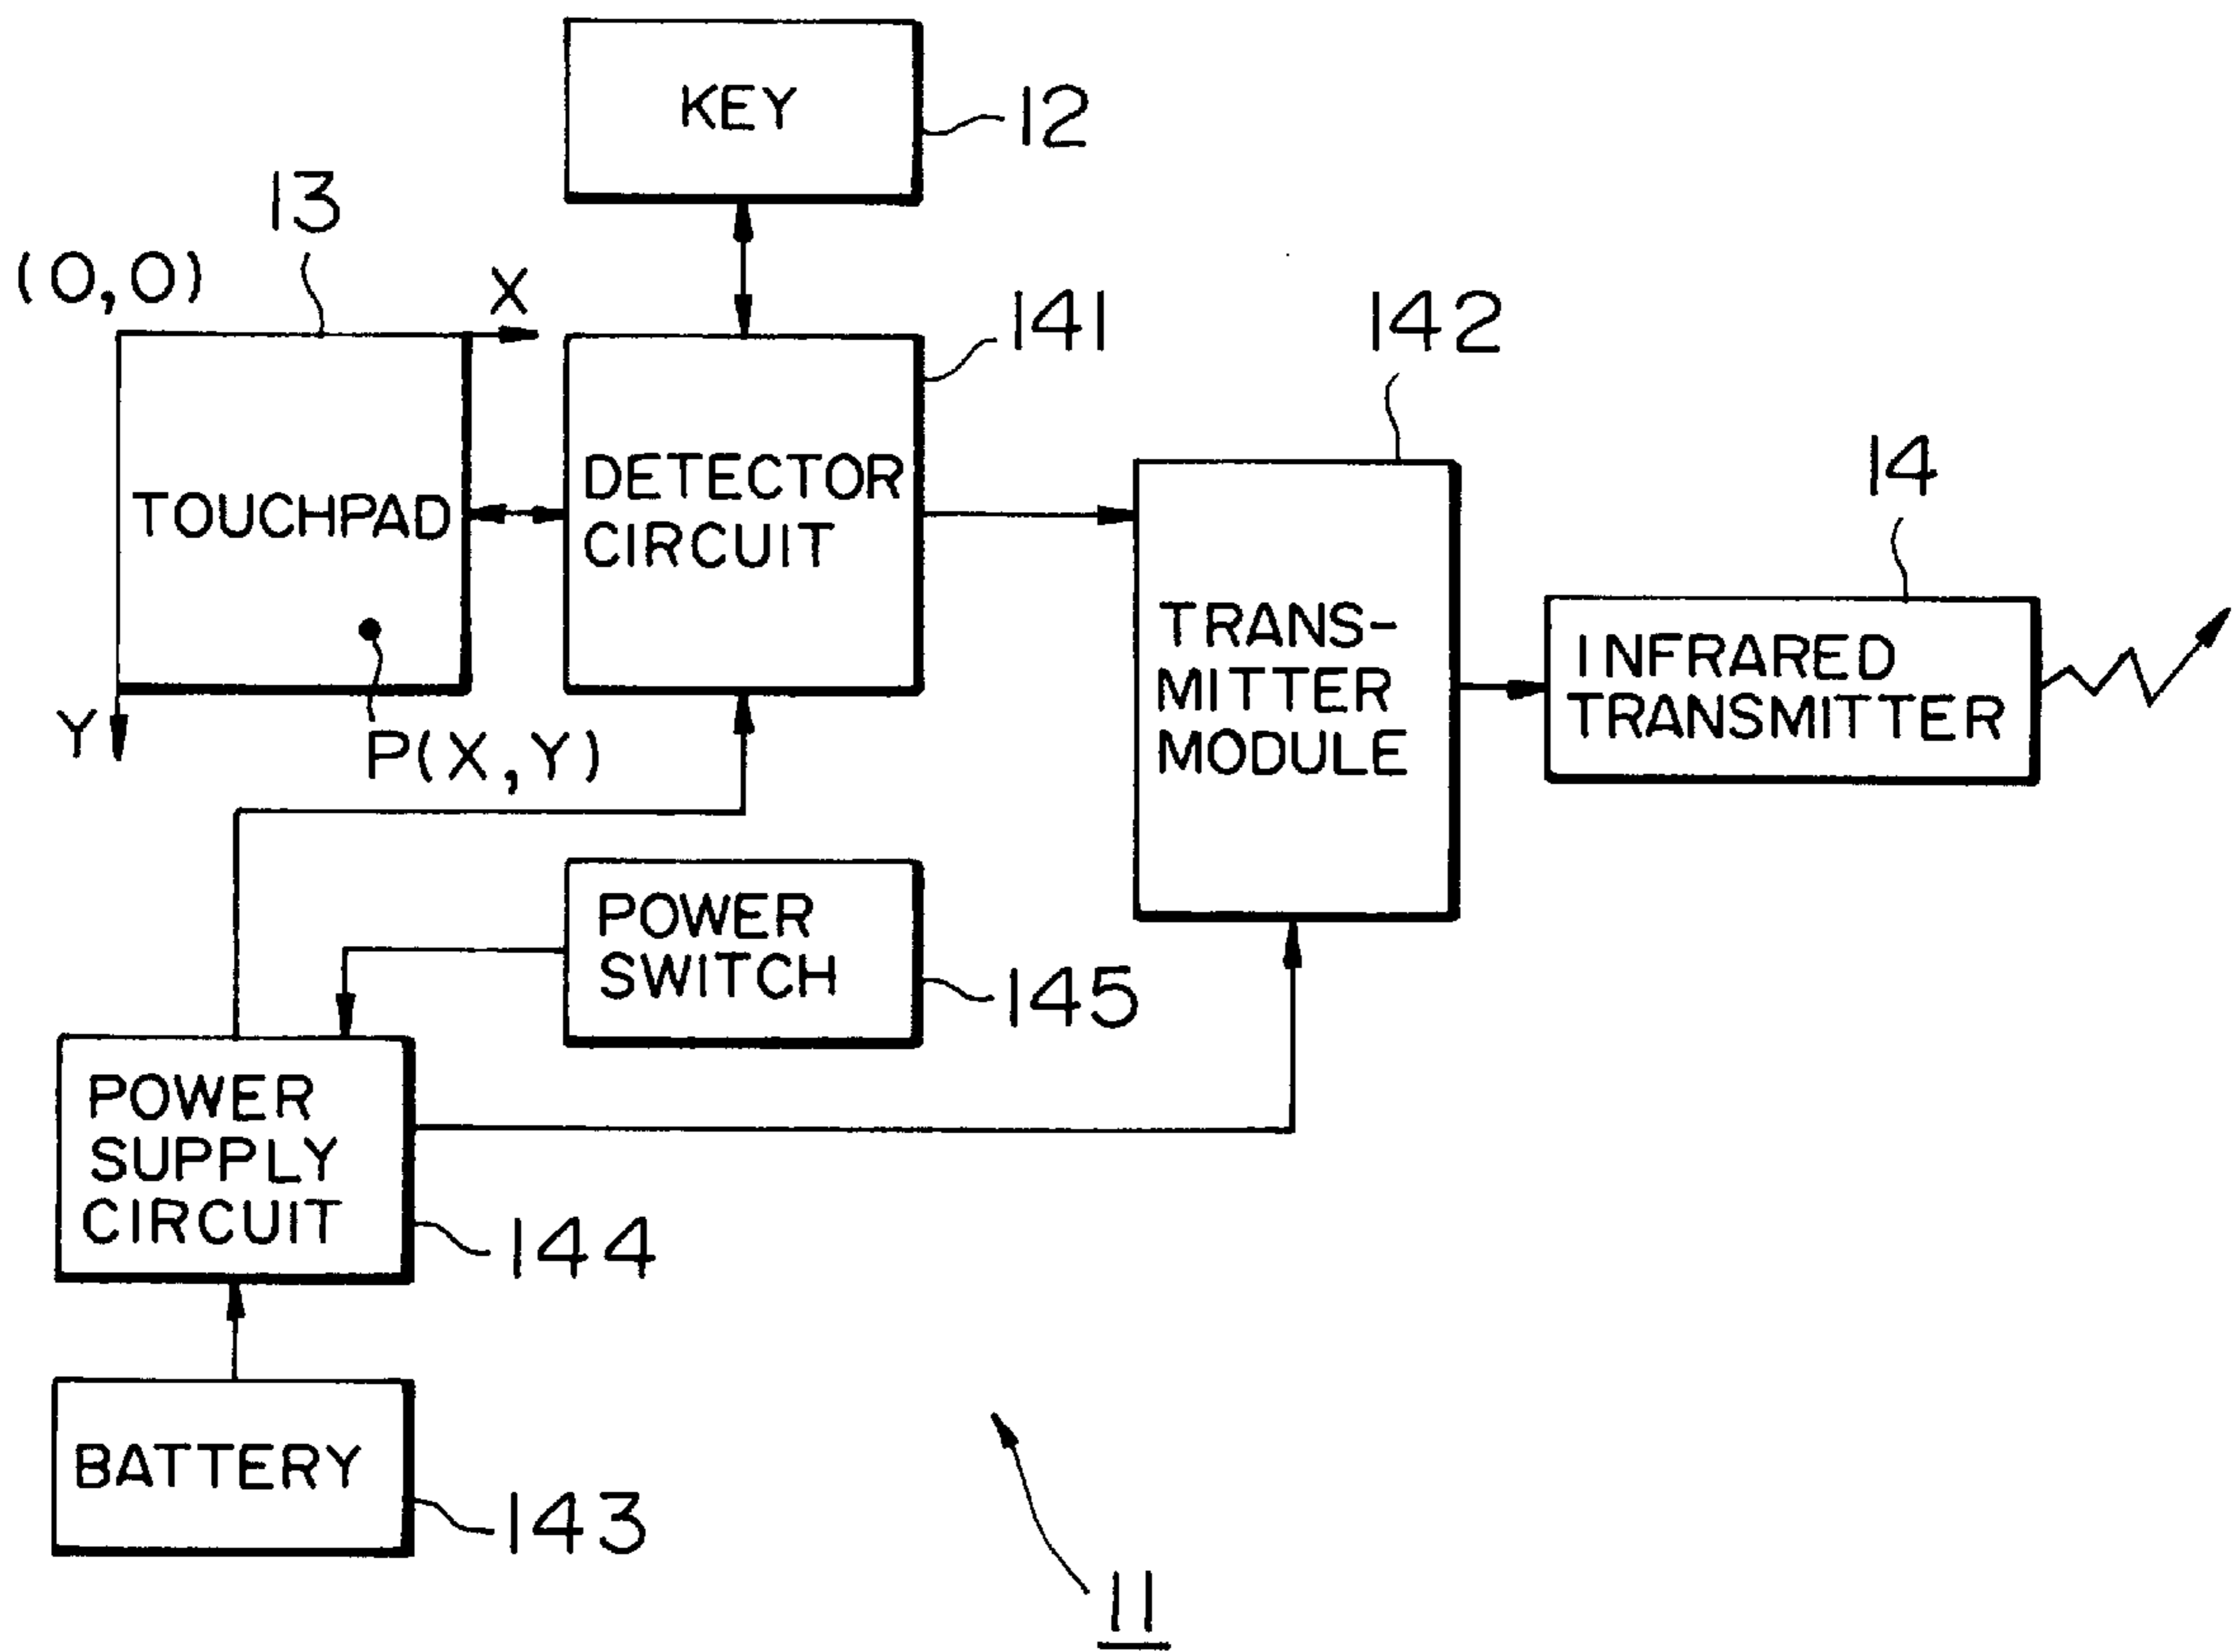 KEY
12
13
(0,0)
X
141
142
14
TOUCHPAD
DETECTOR
CIRCUIT
TRANS-
MITTER
MODULE
INFRARED
TRANSMITTER
Y
P(X,Y)
POWER
SWITCH
145
POWER
SUPPLY
CIRCUIT
144
BATTERY
143
11